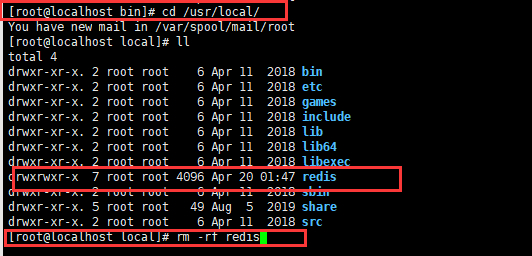 [root@localhost bin]# cd /usr/local/
You have new mail in /var/spool/mail/root
[root@localhost local]# ll
total 4
drwxr-xr-x. 2 root root    6 Apr 11  2018 bin
drwxr-xr-x. 2 root root    6 Apr 11  2018 etc
drwxr-xr-x. 2 root root    6 Apr 11  2018 games
drwxr-xr-x. 2 root root    6 Apr 11  2018 include
drwxr-xr-x. 2 root root    6 Apr 11  2018 lib
drwxr-xr-x. 2 root root    6 Apr 11  2018 lib64
drwxr-xr-x. 2 root root    6 Apr 11  2018 libexec
drwxrwxr-x  7 root root 4096 Apr 20 01:47 redis
drwxr-xr-x. 2 root root    6 Apr 11  2018 sbin
drwxr-xr-x. 5 root root   49 Aug  5  2019 share
drwxr-xr-x. 2 root root    6 Apr 11  2018 src
[root@localhost local]# rm -rf redis